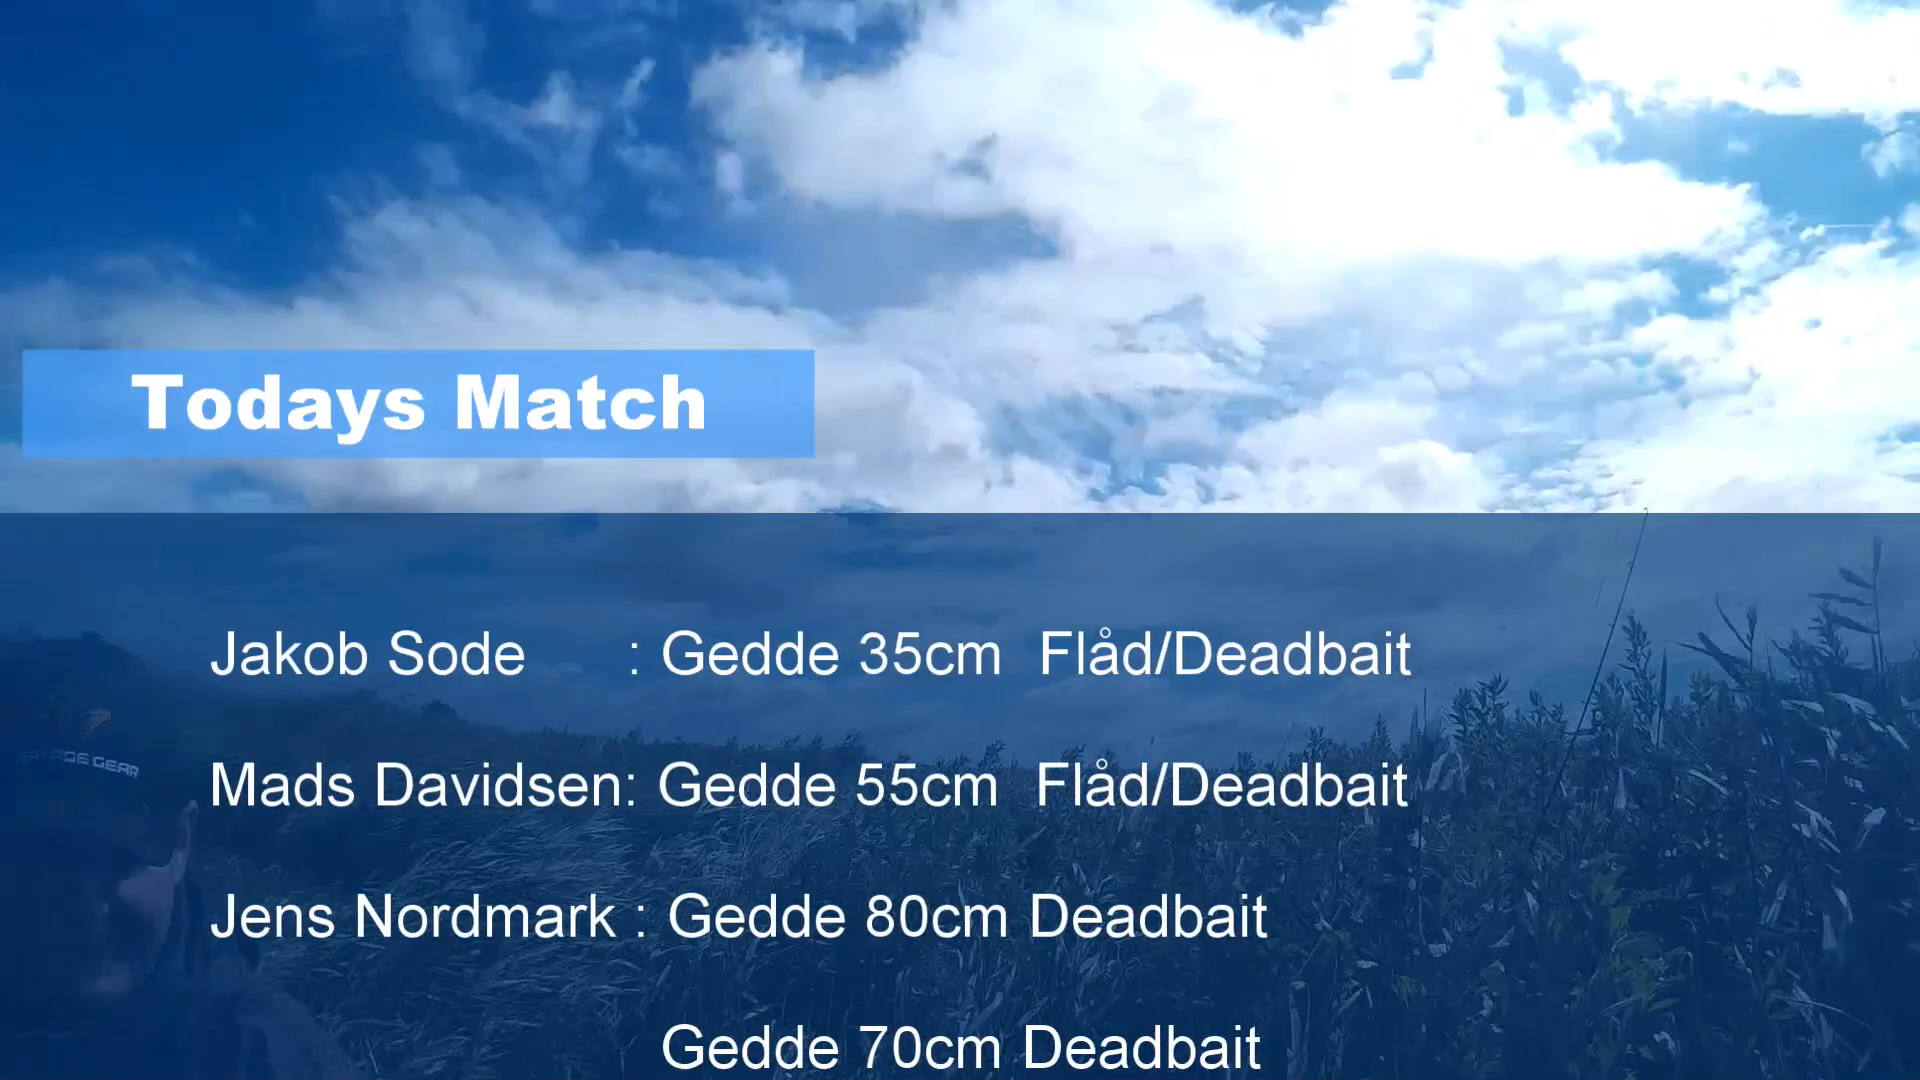 Todays Match
Jakob Sode : Gedde 35cm Flåd/Deadbait
GEAR
Mads Davidsen: Gedde 55cm Flåd/Deadbait
Jens Nordmark : Gedde 80cm Deadbait
Gedde 70cm Deadbait